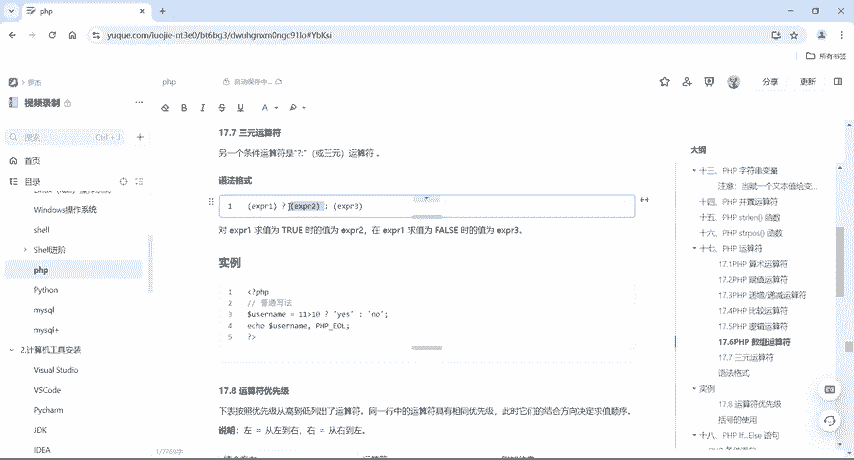 php
yuque.com/luojie-nt3e0/bt6bg3/dwuhgnxm0ngc91lo#YbKsi
所有书签
罗杰
php
自动缓存中...
分享
更新
视频录制
搜索
Ctrl + J
首页
目录
Windows操作系统
shell
Shell进阶
php
Python
mysql
mysql+
2.计算机工具安装
Visual Studio
VSCode
Pycharm
JDK
IDEA
17.7 三元运算符
另一个条件运算符是"?:"（或三元）运算符 。
语法格式
1 (expr1) ? (expr2) : (expr3)
对 expr1 求值为 TRUE 时的值为 expr2，在 expr1 求值为 FALSE 时的值为 expr3。
实例
1 <?php
2 // 普通写法
3 $username = 11>10 ? 'yes' : 'no';
4 echo $username, PHP_EOL;
5 ?>
17.8 运算符优先级
下表按照优先级从高到低列出了运算符。同一行中的运算符具有相同优先级，此时它们的结合方向决定求值顺序。
说明：左 = 从左到右，右 = 从右到左。
1/7769字
大纲
十三、PHP 字符串变量
注意：当赋一个文本值给变...
十四、PHP 并置运算符
十五、PHP strlen() 函数
十六、PHP strpos() 函数
十七、PHP 运算符
17.1PHP 算术运算符
17.2PHP 赋值运算符
17.3PHP 递增/递减运算符
17.4PHP 比较运算符
17.5PHP 逻辑运算符
17.6PHP 数组运算符
17.7 三元运算符
语法格式
实例
17.8 运算符优先级
括号的使用
十八、PHP If...Else 语句